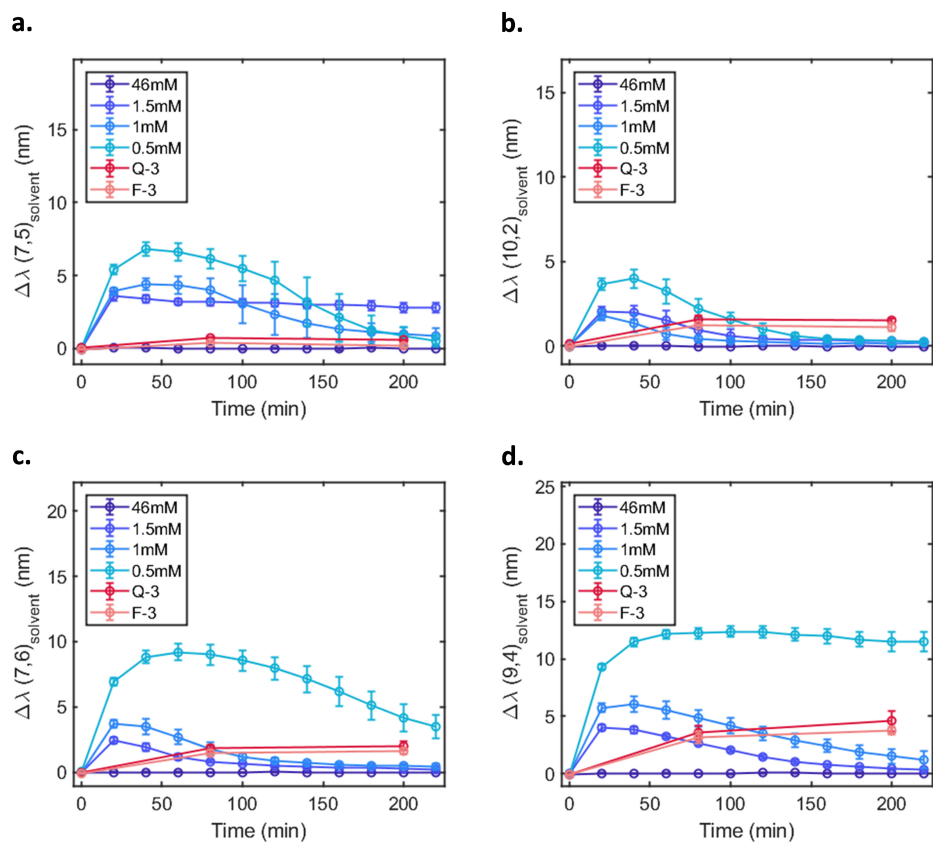 a.
15
10
5
0
Δλ (7,5)solvent (nm)
46mM
1.5mM
1mM
0.5mM
Q-3
F-3
0 50 100 150 200
Time (min)
b.
15
10
5
0
Δλ (10,2)solvent (nm)
46mM
1.5mM
1mM
0.5mM
Q-3
F-3
0 50 100 150 200
Time (min)
c.
20
15
10
5
0
Δλ (7,6)solvent (nm)
46mM
1.5mM
1mM
0.5mM
Q-3
F-3
0 50 100 150 200
Time (min)
d.
25
20
15
10
5
0
Δλ (9,4)solvent (nm)
46mM
1.5mM
1mM
0.5mM
Q-3
F-3
0 50 100 150 200
Time (min)